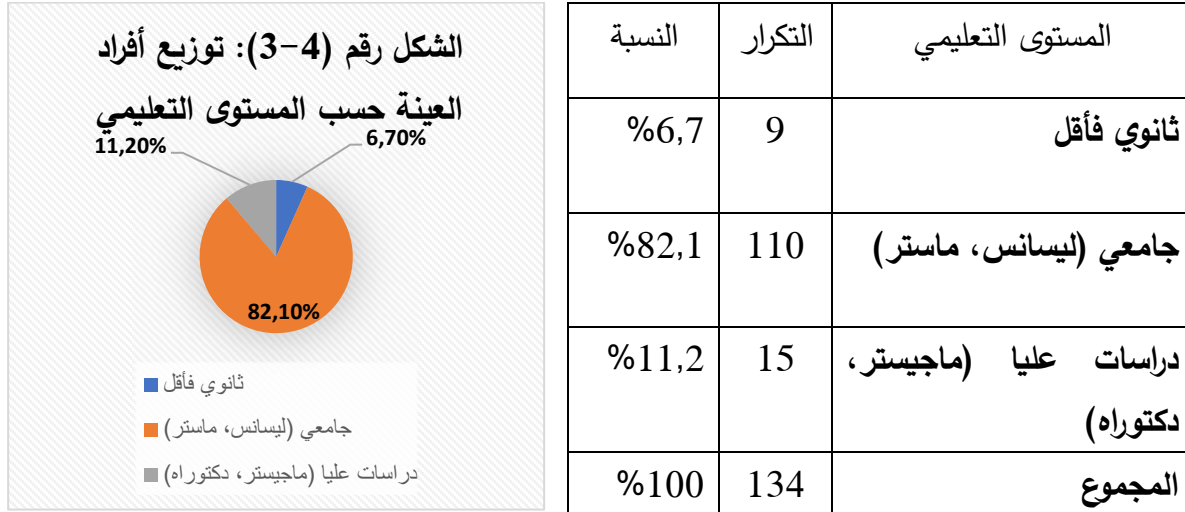 الشكل رقم (4-3): توزيع أفراد
العينة حسب المستوى التعليمي
11,20%
6,70%
82,10%
ثانوي فأقل
جامعي (ليسانس، ماستر)
دراسات عليا (ماجيستر، دكتوراه)
المستوى التعليمي التكرار النسبة
ثانوي فأقل 9 %6,7
جامعي (ليسانس، ماستر) 110 %82,1
دراسات عليا (ماجيستر، 15 %11,2
دكتوراه)
المجموع 134 %100